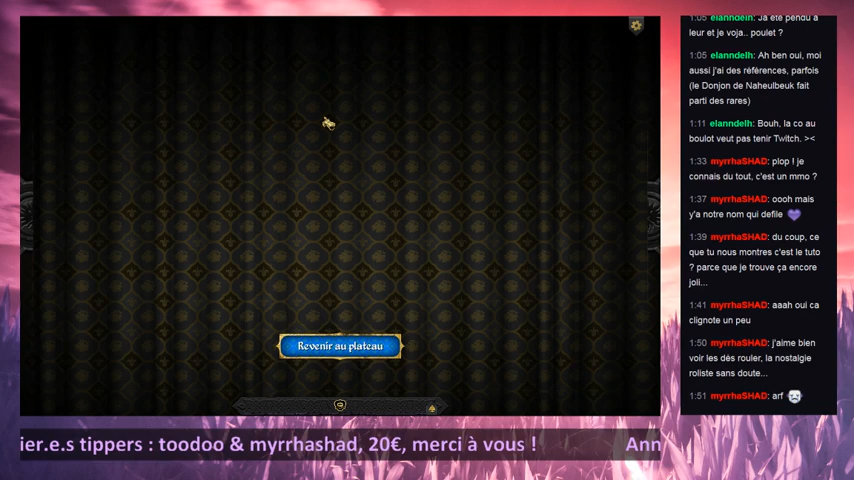 1:05 elanndelh: Ja été pendu à
leur et je voja.. poulet ?
1:05 elanndelh: Ah ben oui, moi
aussi j'ai des références, parfois
(le Donjon de Naheulbeuk fait
parti des rares)
1:11 elanndelh: Bouh, la co au
boulot veut pas tenir Twitch. ><
1:33 myrrhaSHAD: plop ! je
connais du tout, c'est un mmo ?
1:37 myrrhaSHAD: oooh mais
y'a notre nom qui defile
1:39 myrrhaSHAD: du coup, ce
que tu nous montres c'est le tuto
? parce que je trouve ça encore
joli...
1:41 myrrhaSHAD: aaah oui ca
clignote un peu
1:50 myrrhaSHAD: j'aime bien
voir les dés rouler, la nostalgie
roliste sans doute...
1:51 myrrhaSHAD: arf
Revenir au plateau
ier.e.s tippers : toodoo & myrrhashad, 20€, merci à vous ! Ann